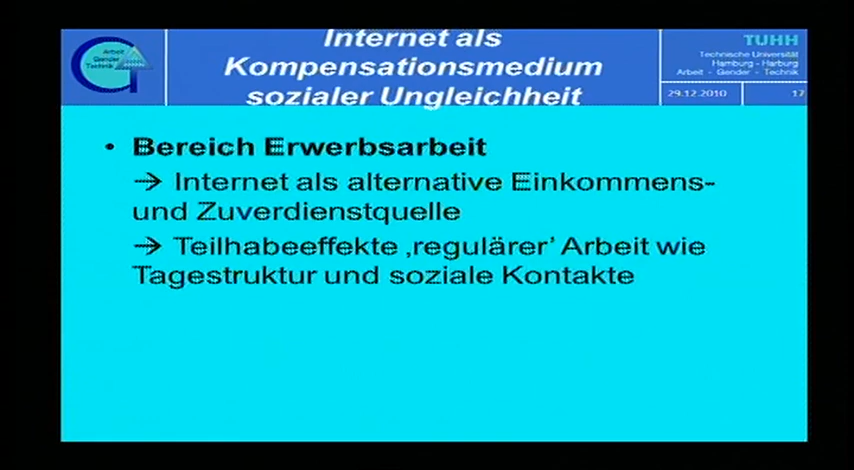 Arbeit
Gender
Technik
Internet als
Kompensationsmedium
sozialer Ungleichheit
TUHH
Technische Universität
Hamburg - Harburg
Arbeit - Gender - Technik
29.12.2010
17
• Bereich Erwerbsarbeit
→ Internet als alternative Einkommens-
und Zuverdienstquelle
→ Teilhabeeffekte ‚regulärer’ Arbeit wie
Tagestruktur und soziale Kontakte